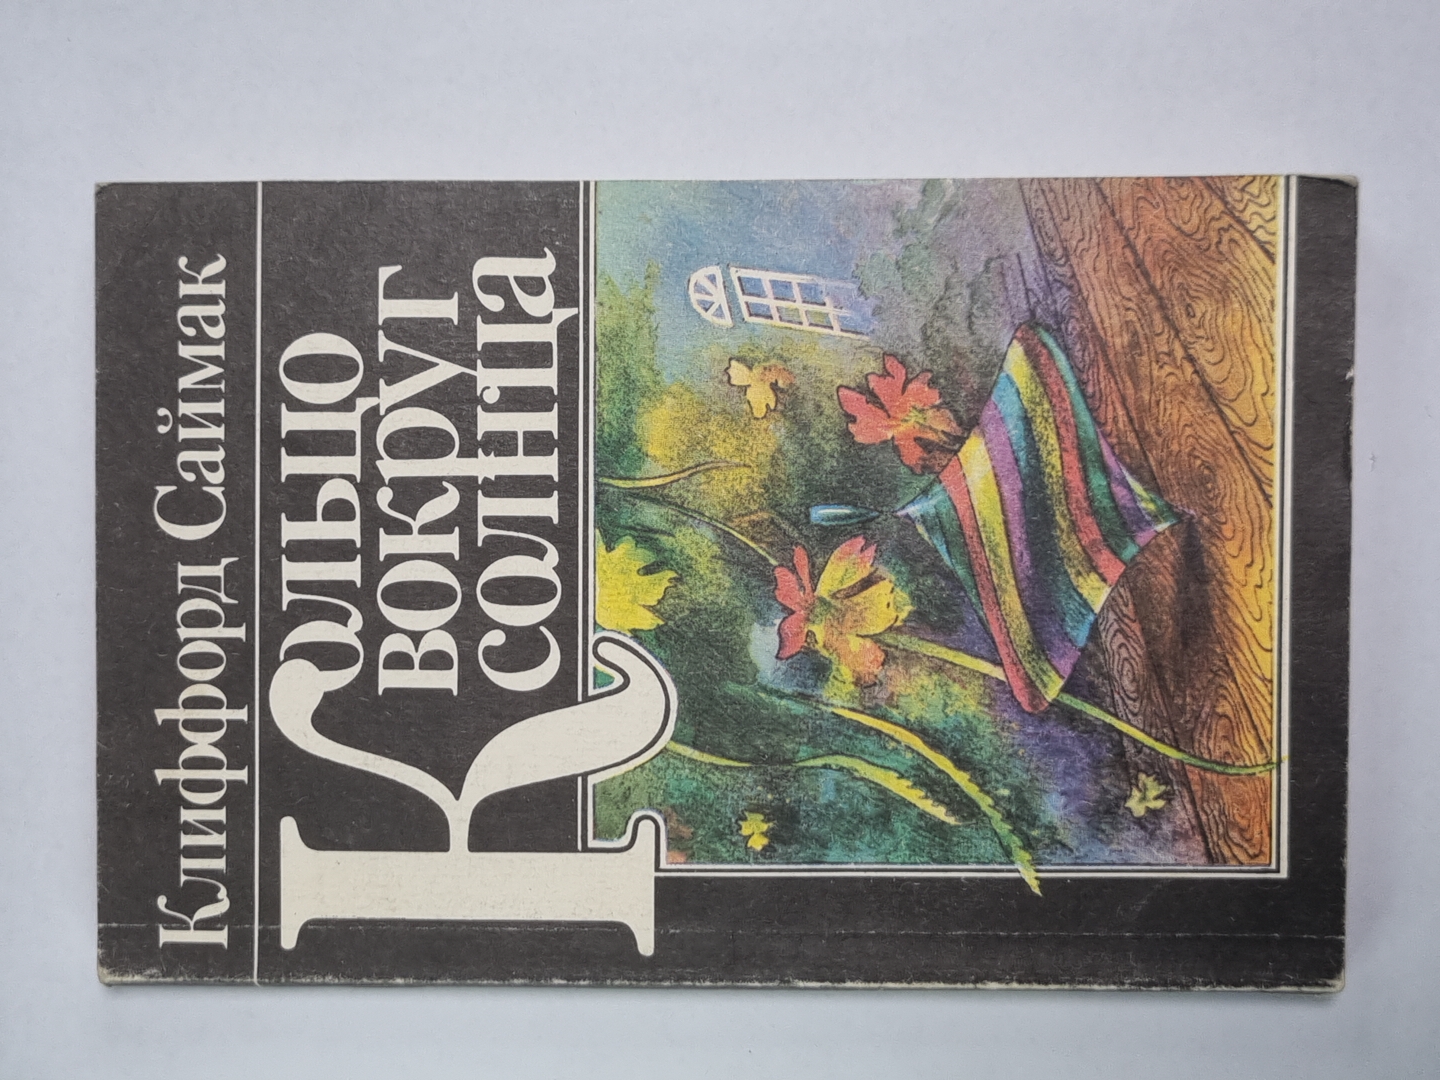 Клиффорд Саймак
Кольцо
вокруг
солнца